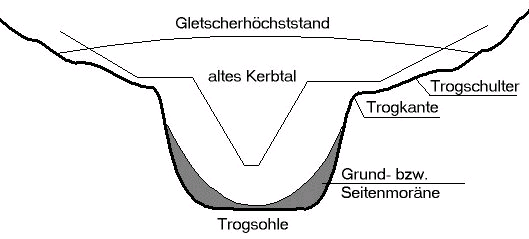 Gletscherhöchststand
altes Kerbtal
Trogschulter
Trogkante
Grund- bzw.
Seitenmoräne
Trogsohle